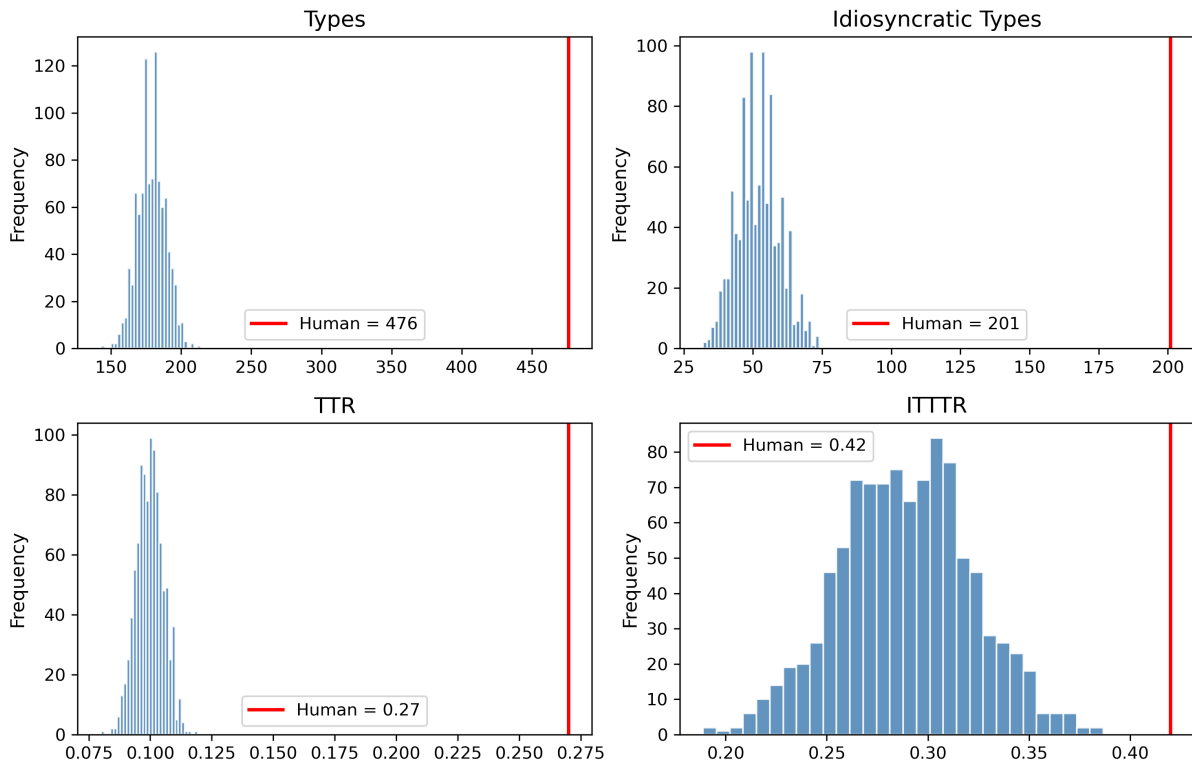 Types
Frequency
120
100
80
60
40
20
0
150 200 250 300 350 400 450
Human = 476
Idiosyncratic Types
Frequency
100
80
60
40
20
0
25 50 75 100 125 150 175 200
Human = 201
TTR
Frequency
100
80
60
40
20
0
0.075 0.100 0.125 0.150 0.175 0.200 0.225 0.250 0.275
Human = 0.27
ITTTR
Frequency
80
70
60
50
40
30
20
10
0
0.20 0.25 0.30 0.35 0.40
Human = 0.42